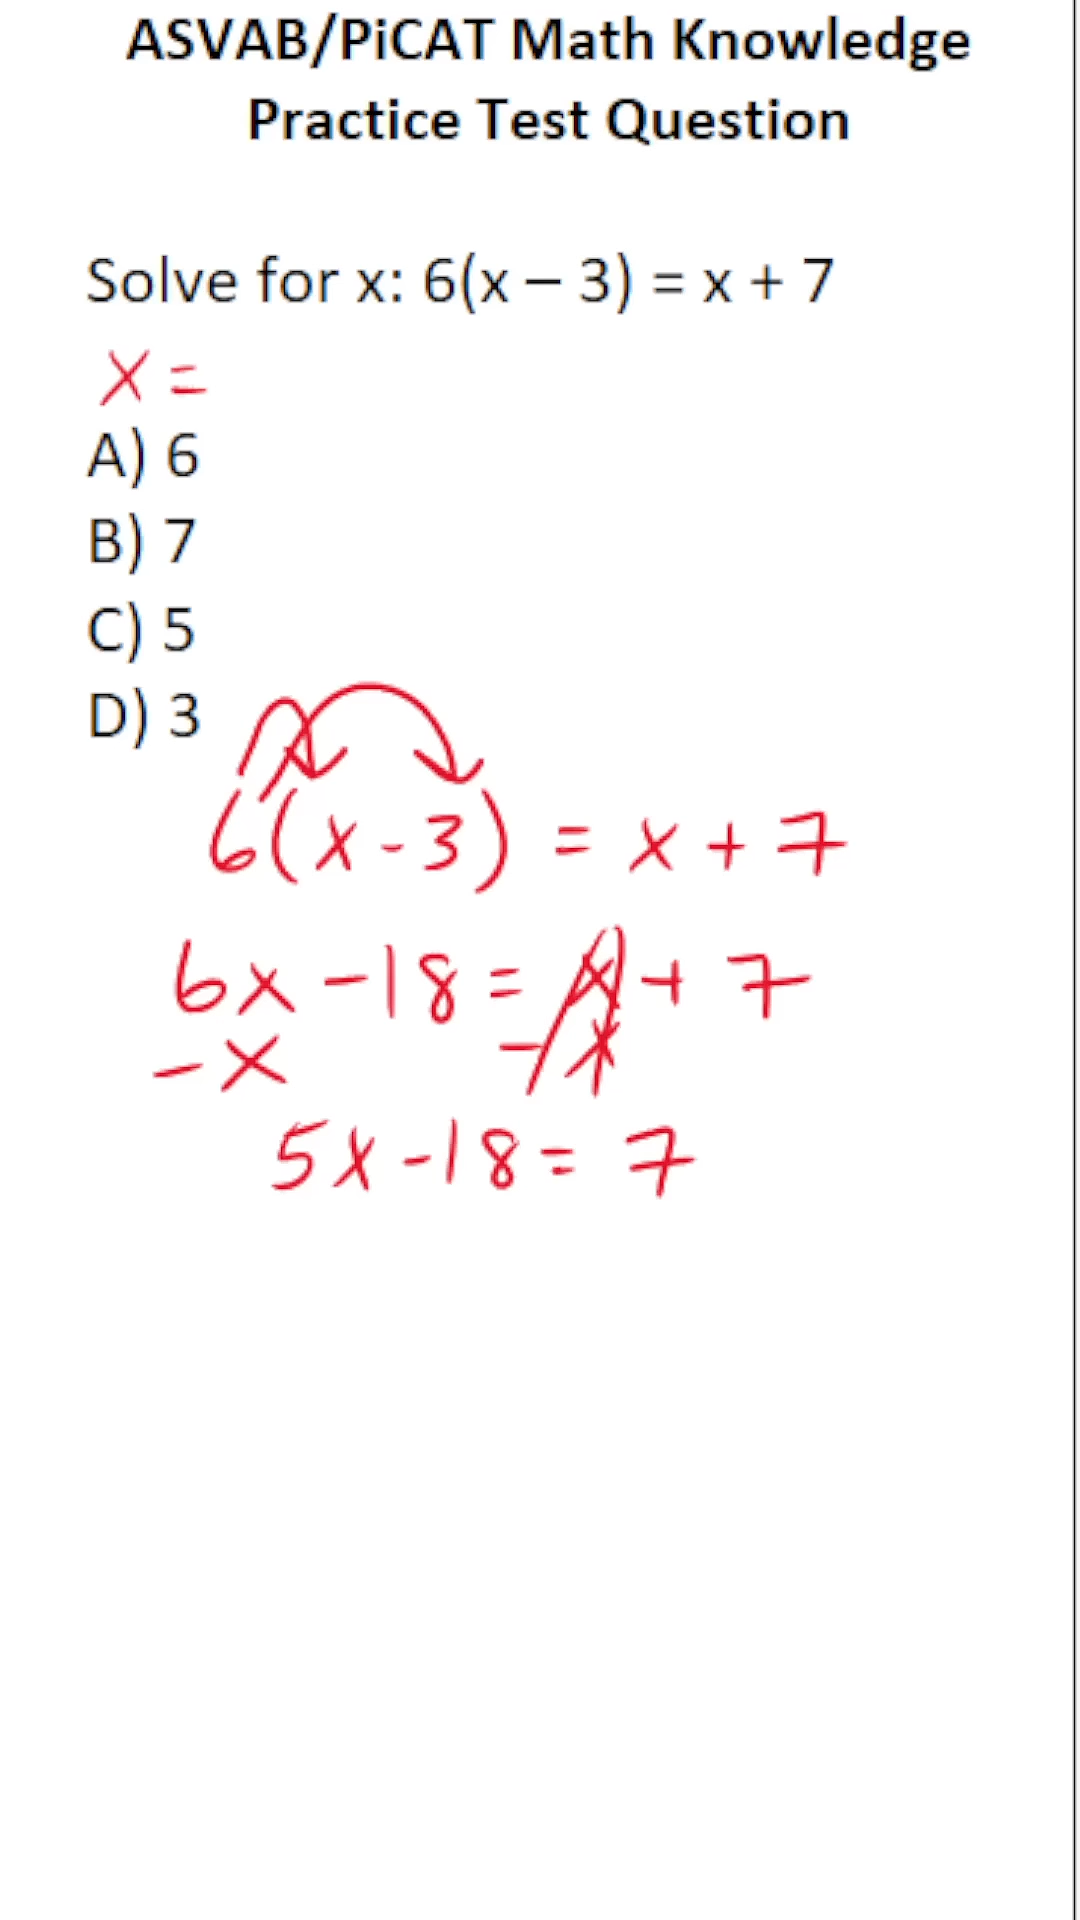 ASVAB/PiCAT Math Knowledge
Practice Test Question
Solve for x: 6(x – 3) = x + 7
x =
A) 6
B) 7
C) 5
D) 3
6(x - 3) = x + 7
6x - 18 = x + 7
- x - x
5x - 18 = 7